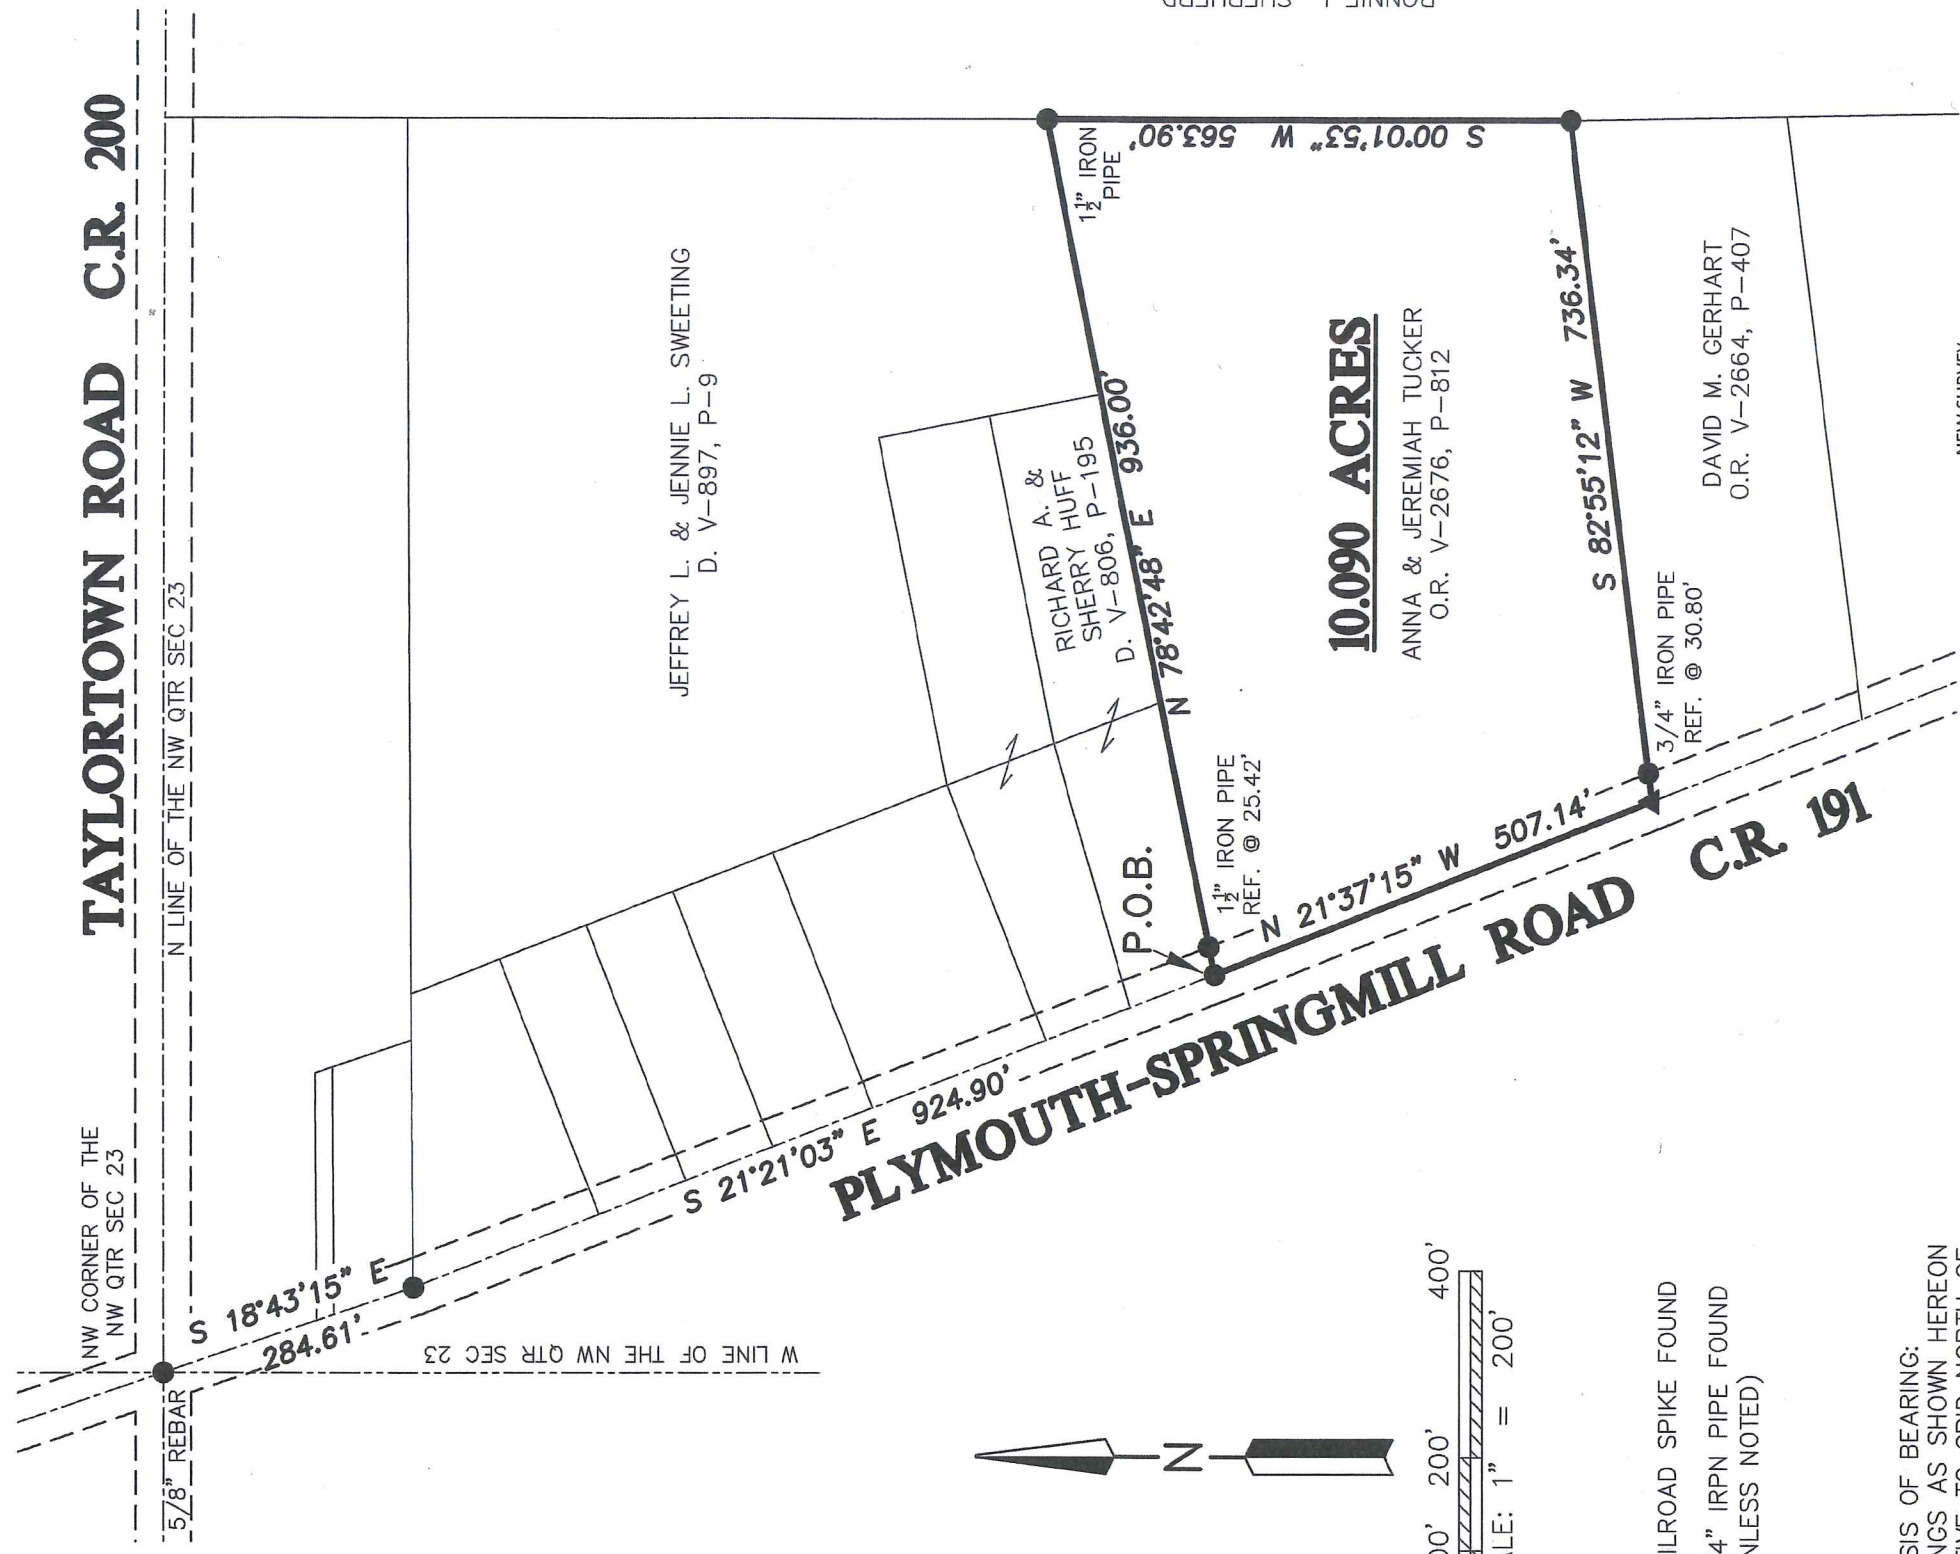 TAYLORTOWN ROAD C.R. 200
N LINE OF THE NW QTR SEC 23
NW CORNER OF THE
NW QTR SEC 23
5/8" REBAR
S 18°43'15" E
284.61'
W LINE OF THE NW QTR SEC 23
S 21°21'03" E 924.90'
PLYMOUTH-SPRINGMILL ROAD C.R. 191
JEFFREY L. & JENNIE L. SWEETING
D. V-897, P-9
RICHARD A. &
SHERRY HUFF
D. V-806, P-195
N 78°42'48" E 936.00'
1½" IRON
PIPE
S 00°01'53" W 563.90'
10.090 ACRES
ANNA & JEREMIAH TUCKER
O.R. V-2676, P-812
P.O.B.
1½" IRON PIPE
REF. @ 25.42'
N 21°37'15" W 507.14'
S 82°55'12" W 736.34'
3/4" IRON PIPE
REF. @ 30.80'
DAVID M. GERHART
O.R. V-2664, P-407
N
200' 400'
1" = 200'
SPIKE FOUND
4" IRPN PIPE FOUND
NOTED)
OF BEARING:
AS SHOWN HEREON